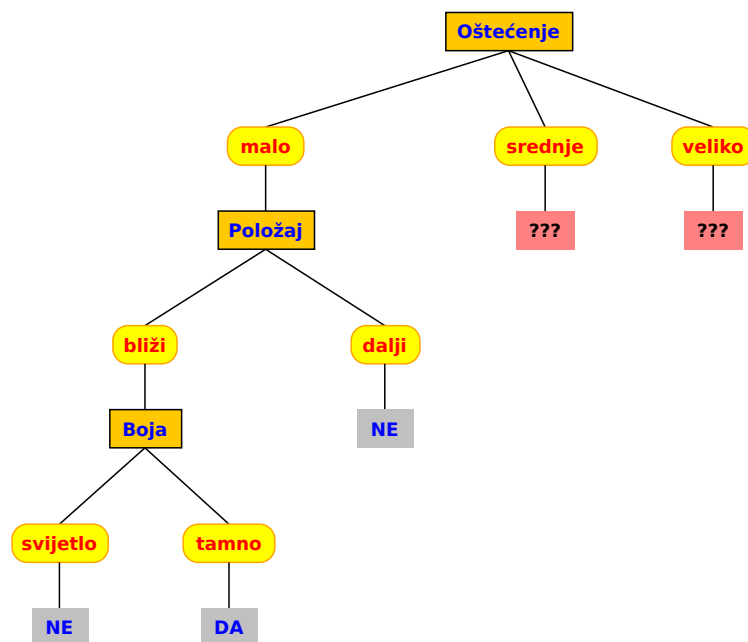 Oštećenje
malo
srednje
veliko
Položaj
???
???
bliži
dalji
Boja
NE
svijetlo
tamno
NE
DA